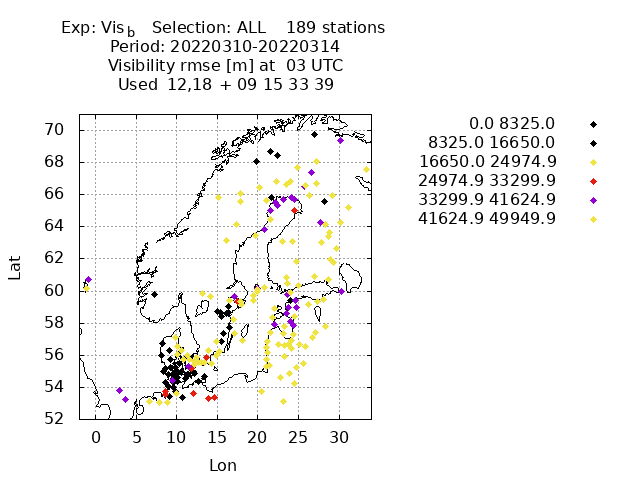 Exp: Vis_b   Selection: ALL   189 stations
Period: 20220310-20220314
Visibility rmse [m] at  03 UTC
Used  12,18 + 09 15 33 39
70
68
66
64
62
60
58
56
54
52
0 5 10 15 20 25 30
Lat
Lon
0.0 8325.0
8325.0 16650.0
16650.0 24974.9
24974.9 33299.9
33299.9 41624.9
41624.9 49949.9